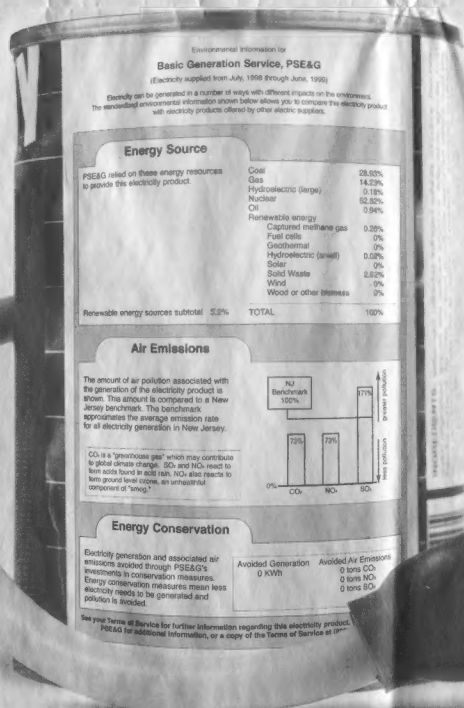 Y
Environmental Information for
Basic Generation Service, PSE&G
(Electricity supplied from July, 1998 through June, 1999)
Electricity can be generated in a number of ways with different impacts on the environment.
The standardized environmental information shown below allows you to compare this electricity product
with electricity products offered by other electric suppliers.
Energy Source
PSE&G relied on these energy resources
to provide this electricity product.
Coal 28.93%
Gas 14.23%
Hydroelectric (large) 0.18%
Nuclear 52.52%
Oil 0.94%
Renewable energy
Captured methane gas 0.26%
Fuel cells 0%
Geothermal 0%
Hydroelectric (small) 0.02%
Solar 0%
Solid Waste 2.92%
Wind 0%
Wood or other biomass 0%
Renewable energy sources subtotal 3.2%
TOTAL 100%
Air Emissions
The amount of air pollution associated with
the generation of the electricity product is
shown. This amount is compared to a New
Jersey benchmark. The benchmark
approximates the average emission rate
for all electricity generation in New Jersey.
CO₂ is a "greenhouse gas" which may contribute
to global climate change. SO₂ and NOₓ react to
form acids found in acid rain. NOₓ also reacts to
form ground level ozone, an unhealthful
component of "smog."
NJ
Benchmark
100%
171%
73%
73%
0%
CO₂
NOₓ
SO₂
greater pollution
less pollution
Energy Conservation
Electricity generation and associated air
emissions avoided through PSE&G's
investments in conservation measures.
Energy conservation measures mean less
electricity needs to be generated and
pollution is avoided.
Avoided Generation
0 KWh
Avoided Air Emissions
0 tons CO₂
0 tons NOₓ
0 tons SO₂
See your Terms of Service for further information regarding this electricity product.
PSE&G for additional information, or a copy of the Terms of Service at